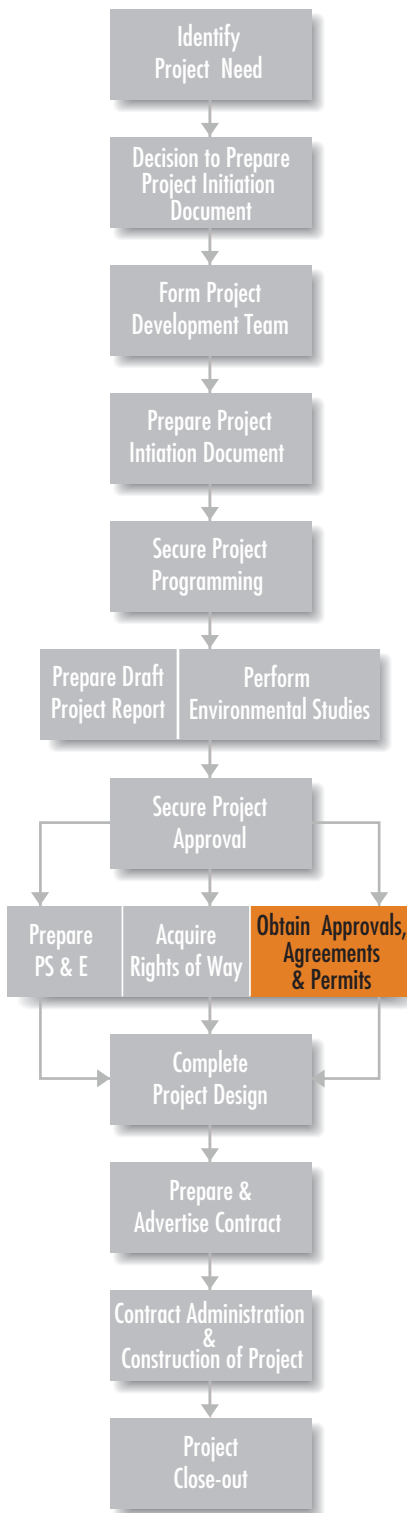 Identify
Project Need
Decision to Prepare
Project Initiation
Document
Form Project
Development Team
Prepare Project
Intiation Document
Secure Project
Programming
Prepare Draft
Project Report
Perform
Environmental Studies
Secure Project
Approval
Prepare
PS & E
Acquire
Rights of Way
Obtain Approvals,
Agreements
& Permits
Complete
Project Design
Prepare &
Advertise Contract
Contract Administration
&
Construction of Project
Project
Close-out